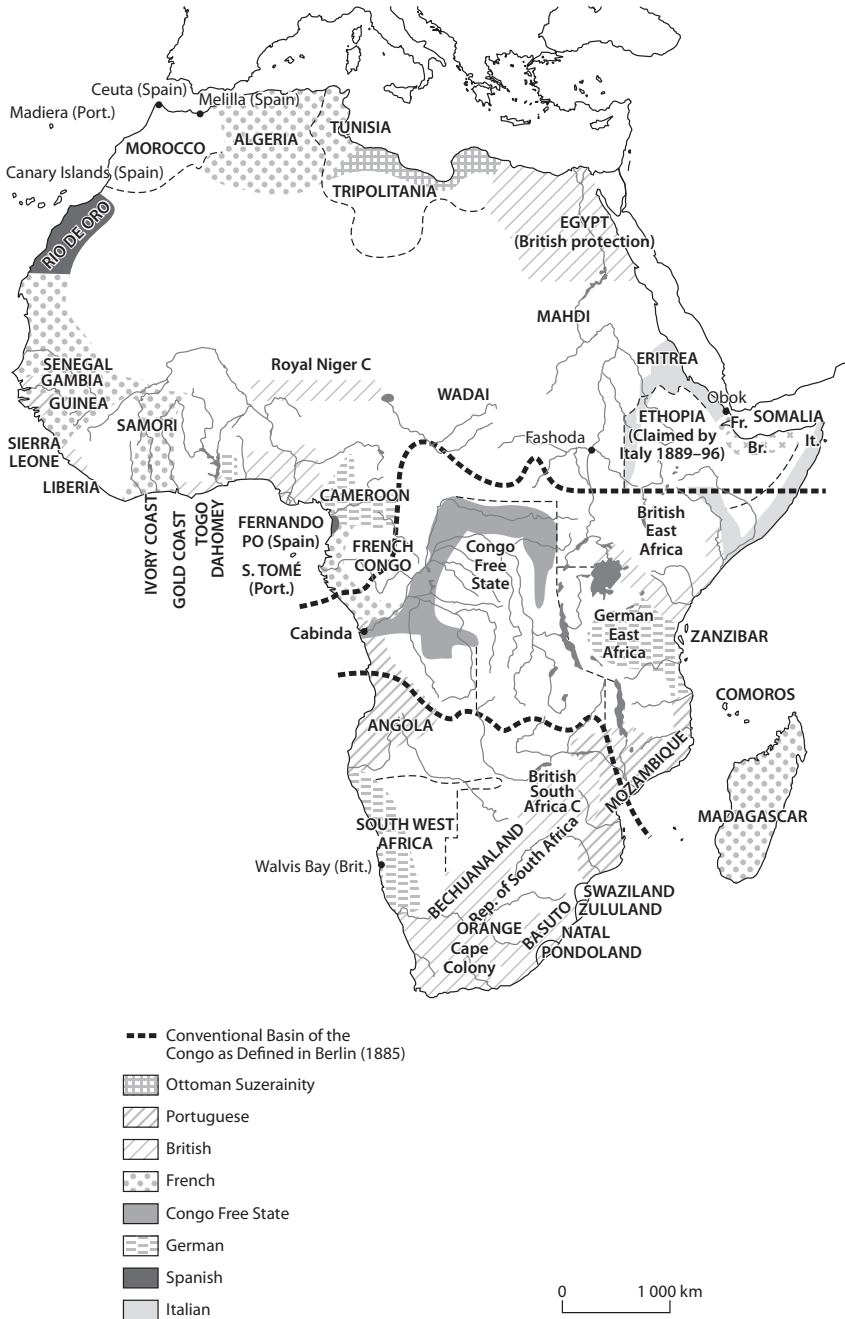 Ceuta (Spain)
Madiera (Port.)
Melilla (Spain)
MOROCCO
ALGERIA
TUNISIA
Canary Islands (Spain)
TRIPOLITANIA
RIO DE ORO
EGYPT
(British protection)
MAHDI
ERITREA
Royal Niger C
WADAI
SENEGAL
GAMBIA
GUINEA
SAMORI
SIERRA
LEONE
LIBERIA
Obok
Fr.
SOMALIA
ETHIOPIA
(Claimed by
Italy 1889–96)
Br.
It.
Fashoda
IVORY COAST
GOLD COAST
TOGO
DAHOMEY
CAMEROON
FERNANDO
PO (Spain)
FRENCH
CONGO
S. TOMÉ
(Port.)
Congo
Free
State
British
East
Africa
Cabinda
German
East
Africa
ZANZIBAR
COMOROS
ANGOLA
MOZAMBIQUE
British
South
Africa C
MADAGASCAR
SOUTH WEST
AFRICA
Walvis Bay (Brit.)
BECHUANALAND
Rep. of South Africa
SWAZILAND
ZULULAND
ORANGE
BASUTO
NATAL
PONDOLAND
Cape
Colony
Conventional Basin of the
Congo as Defined in Berlin (1885)
Ottoman Suzerainity
Portuguese
British
French
Congo Free State
German
Spanish
Italian
0 1 000 km